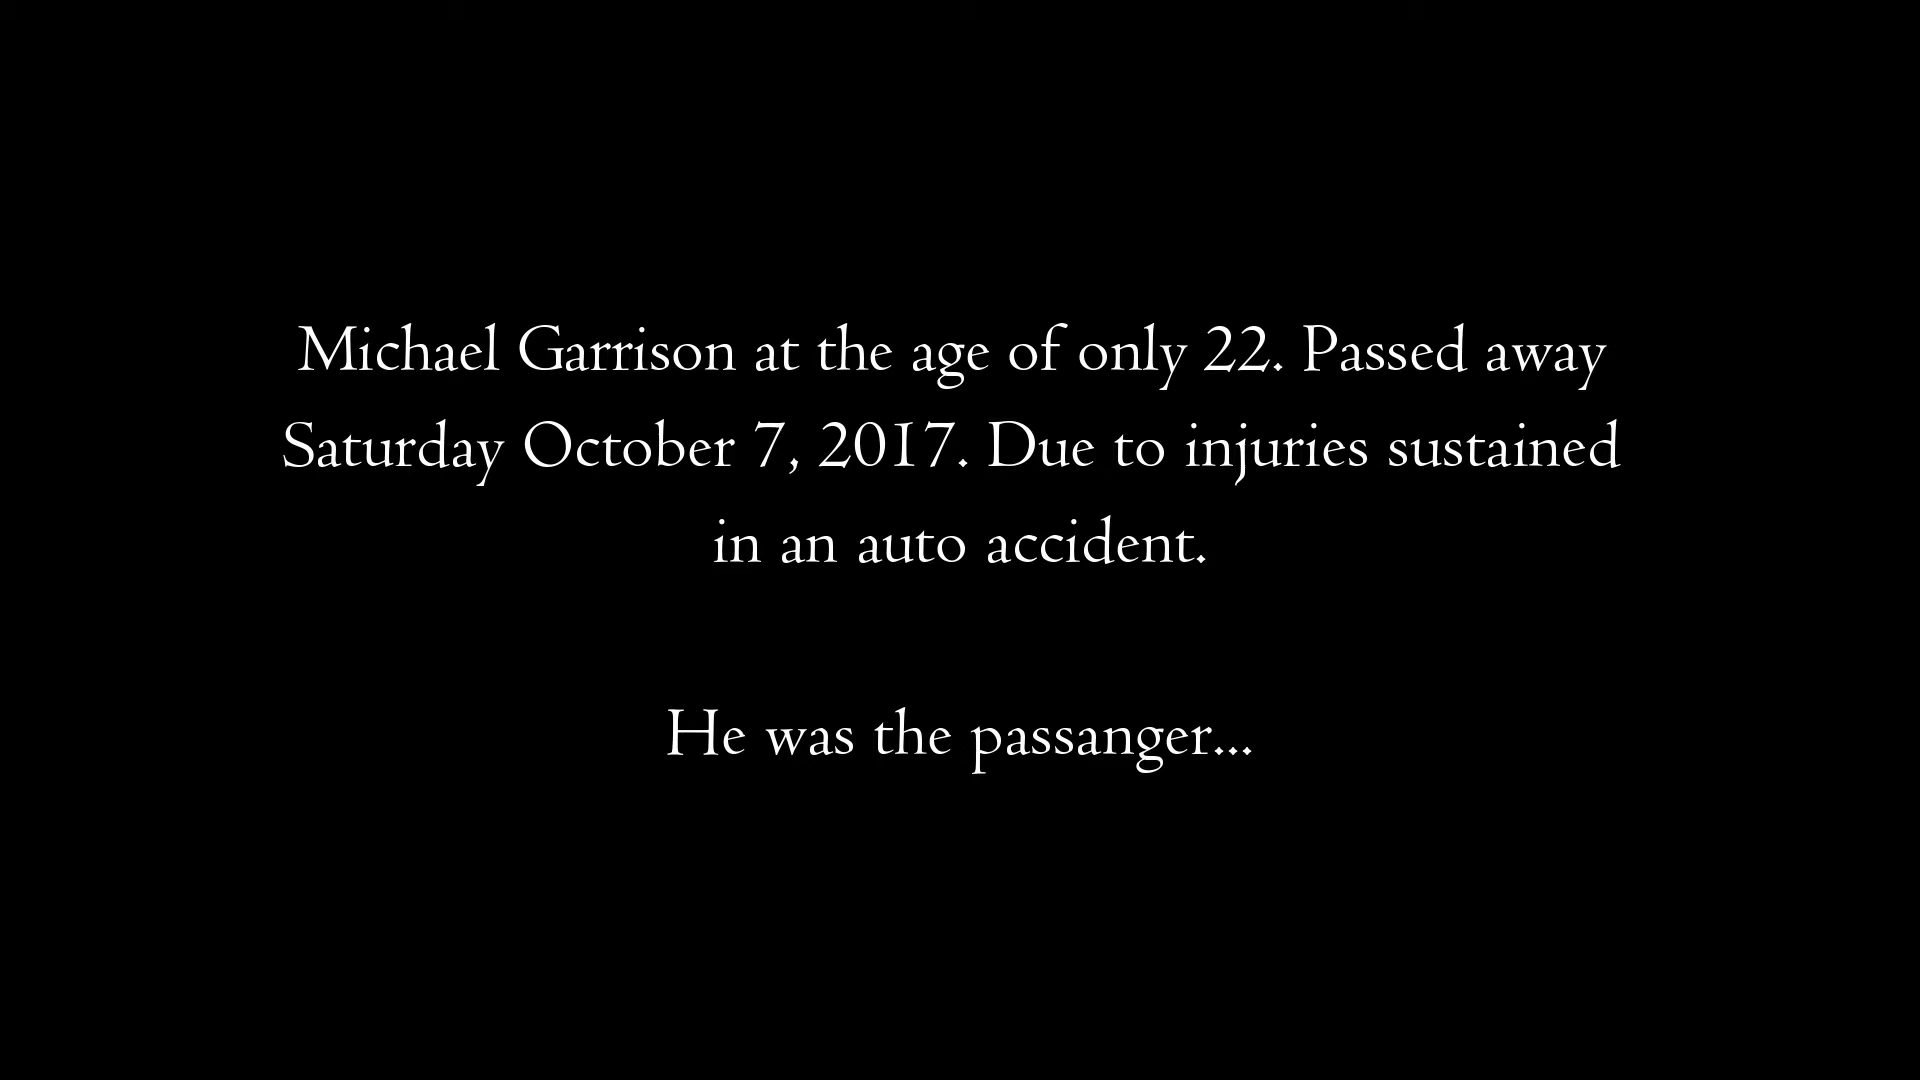 Michael Garrison at the age of only 22. Passed away
Saturday October 7, 2017. Due to injuries sustained
in an auto accident.
He was the passanger...